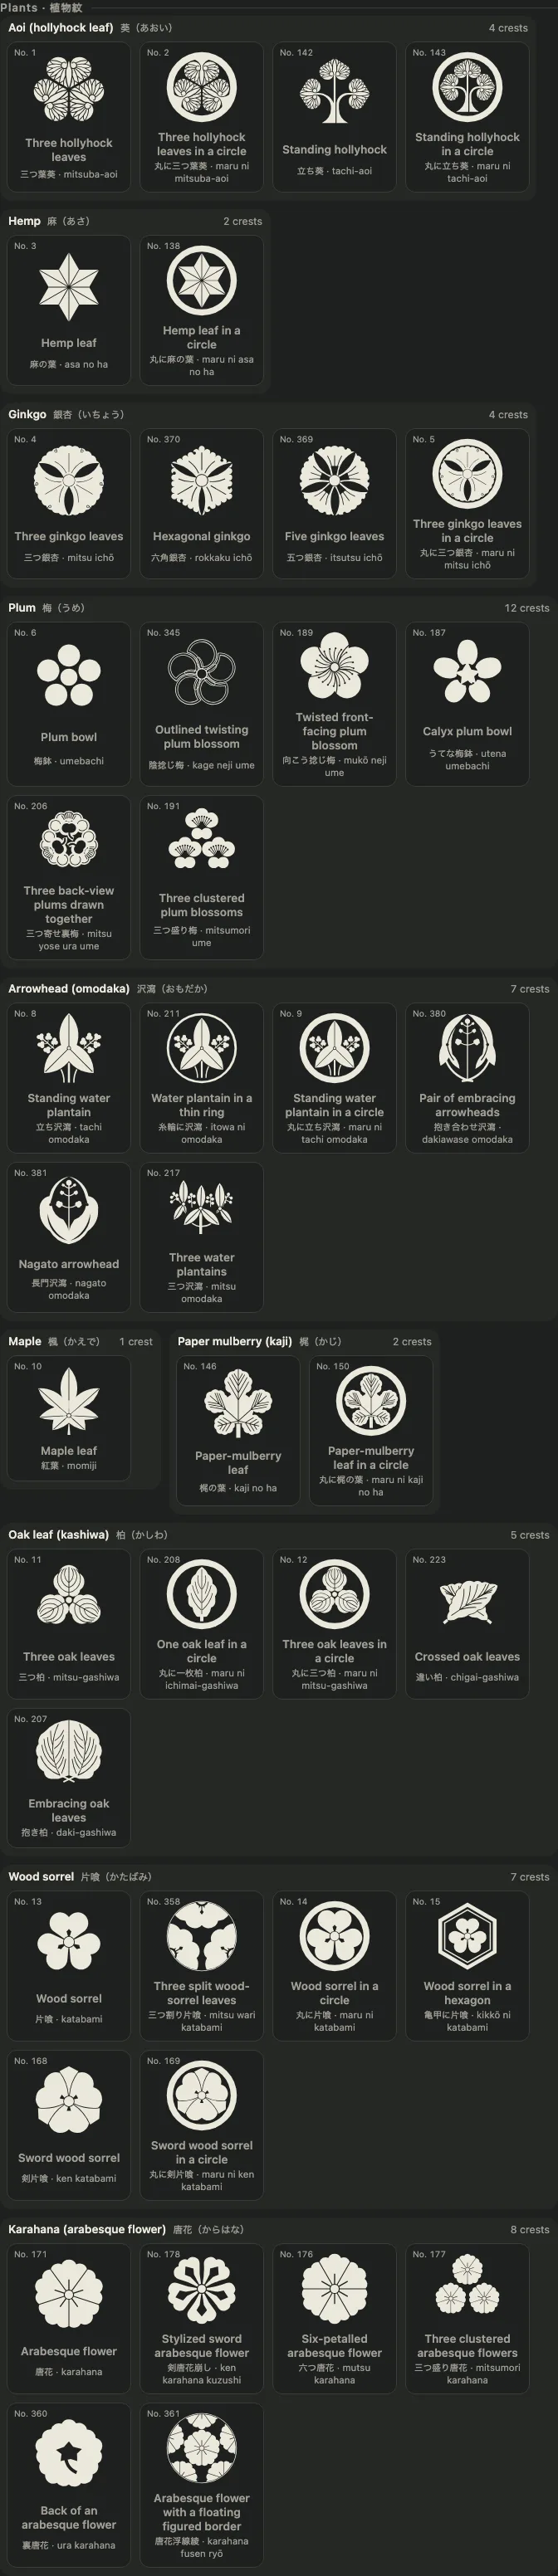 Plants · 植物紋
Aoi (hollyhock leaf) 葵（あおい） 4 crests
No. 1
Three hollyhock
leaves
三つ葉葵 · mitsuba-aoi
No. 2
Three hollyhock
leaves in a circle
丸に三つ葉葵 · maru ni
mitsuba-aoi
No. 142
Standing hollyhock
立ち葵 · tachi-aoi
No. 143
Standing hollyhock
in a circle
丸に立ち葵 · maru ni
tachi-aoi
Hemp 麻（あさ） 2 crests
No. 3
Hemp leaf
麻の葉 · asa no ha
No. 138
Hemp leaf in a
circle
丸に麻の葉 · maru ni asa
no ha
Ginkgo 銀杏（いちょう） 4 crests
No. 4
Three ginkgo leaves
三つ銀杏 · mitsu ichō
No. 370
Hexagonal ginkgo
六角銀杏 · rokkaku ichō
No. 369
Five ginkgo leaves
五つ銀杏 · itsutsu ichō
No. 5
Three ginkgo leaves
in a circle
丸に三つ銀杏 · maru ni
mitsu ichō
Plum 梅（うめ） 12 crests
No. 6
Plum bowl
梅鉢 · umebachi
No. 345
Outlined twisting
plum blossom
陰捻じ梅 · kage neji ume
No. 189
Twisted front-
facing plum
blossom
向こう捻じ梅 · mukō neji
ume
No. 187
Calyx plum bowl
うてな梅鉢 · utena
umebachi
No. 206
Three back-view
plums drawn
together
三つ寄せ裏梅 · mitsu
yose ura ume
No. 191
Three clustered
plum blossoms
三つ盛り梅 · mitsumori
ume
Arrowhead (omodaka) 沢瀉（おもだか） 7 crests
No. 8
Standing water
plantain
立ち沢瀉 · tachi
omodaka
No. 211
Water plantain in a
thin ring
糸輪に沢瀉 · itowa ni
omodaka
No. 9
Standing water
plantain in a circle
丸に立ち沢瀉 · maru ni
tachi omodaka
No. 380
Pair of embracing
arrowheads
抱き合わせ沢瀉 ·
dakiawase omodaka
No. 381
Nagato arrowhead
長門沢瀉 · nagato
omodaka
No. 217
Three water
plantains
三つ沢瀉 · mitsu
omodaka
Maple 楓（かえで） 1 crest
No. 10
Maple leaf
紅葉 · momiji
Paper mulberry (kaji) 梶（かじ） 2 crests
No. 146
Paper-mulberry
leaf
梶の葉 · kaji no ha
No. 150
Paper-mulberry
leaf in a circle
丸に梶の葉 · maru ni kaji
no ha
Oak leaf (kashiwa) 柏（かしわ） 5 crests
No. 11
Three oak leaves
三つ柏 · mitsu-gashiwa
No. 208
One oak leaf in a
circle
丸に一枚柏 · maru ni
ichimai-gashiwa
No. 12
Three oak leaves in
a circle
丸に三つ柏 · maru ni
mitsu-gashiwa
No. 223
Crossed oak leaves
違い柏 · chigai-gashiwa
No. 207
Embracing oak
leaves
抱き柏 · daki-gashiwa
Wood sorrel 片喰（かたばみ） 7 crests
No. 13
Wood sorrel
片喰 · katabami
No. 358
Three split wood-
sorrel leaves
三つ割り片喰 · mitsu wari
katabami
No. 14
Wood sorrel in a
circle
丸に片喰 · maru ni
katabami
No. 15
Wood sorrel in a
hexagon
亀甲に片喰 · kikkō ni
katabami
No. 168
Sword wood sorrel
剣片喰 · ken katabami
No. 169
Sword wood sorrel
in a circle
丸に剣片喰 · maru ni ken
katabami
Karahana (arabesque flower) 唐花（からはな） 8 crests
No. 171
Arabesque flower
唐花 · karahana
No. 178
Stylized sword
arabesque flower
剣唐花崩し · ken
karahana kuzushi
No. 176
Six-petalled
arabesque flower
六つ唐花 · mutsu
karahana
No. 177
Three clustered
arabesque flowers
三つ盛り唐花 · mitsumori
karahana
No. 360
Back of an
arabesque flower
裏唐花 · ura karahana
No. 361
Arabesque flower
with a floating
figured border
唐花浮線綾 · karahana
fusen ryō